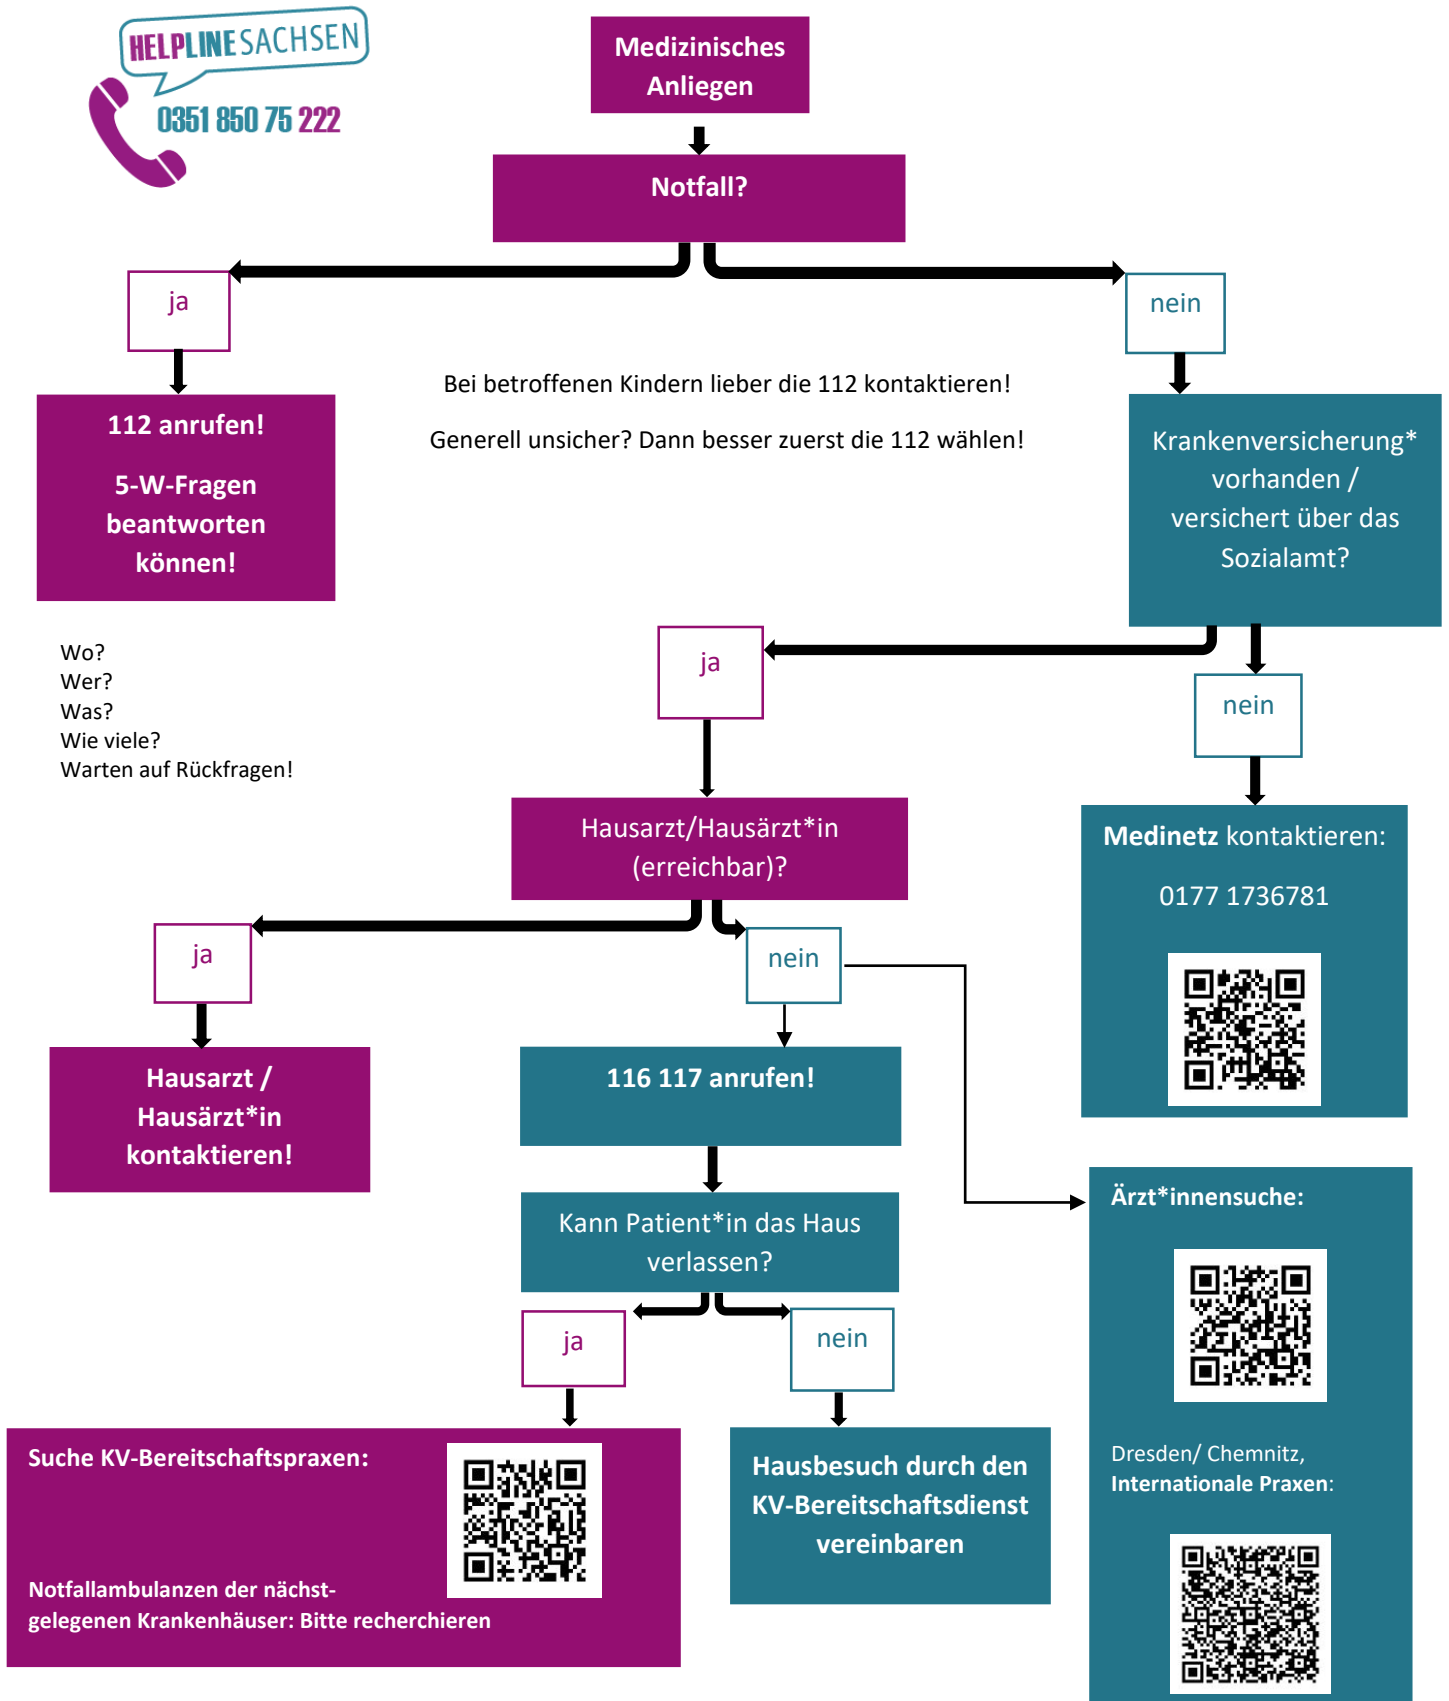 HELPLINE SACHSEN
0351 850 75 222
Medizinisches
Anliegen
Notfall?
ja
nein
Bei betroffenen Kindern lieber die 112 kontaktieren!
Generell unsicher? Dann besser zuerst die 112 wählen!
112 anrufen!
5-W-Fragen
beantworten
können!
Krankenversicherung*
vorhanden /
versichert über das
Sozialamt?
Wo?
Wer?
Was?
Wie viele?
Warten auf Rückfragen!
ja
nein
Hausarzt/Hausärzt*in
(erreichbar)?
Medinetz kontaktieren:
0177 1736781
ja
nein
Hausarzt /
Hausärzt*in
kontaktieren!
116 117 anrufen!
Kann Patient*in das Haus
verlassen?
Ärzt*innensuche:
Dresden/ Chemnitz,
Internationale Praxen:
ja
nein
Suche KV-Bereitschaftspraxen:
Notfallambulanzen der nächst-
gelegenen Krankenhäuser: Bitte recherchieren
Hausbesuch durch den
KV-Bereitschaftsdienst
vereinbaren